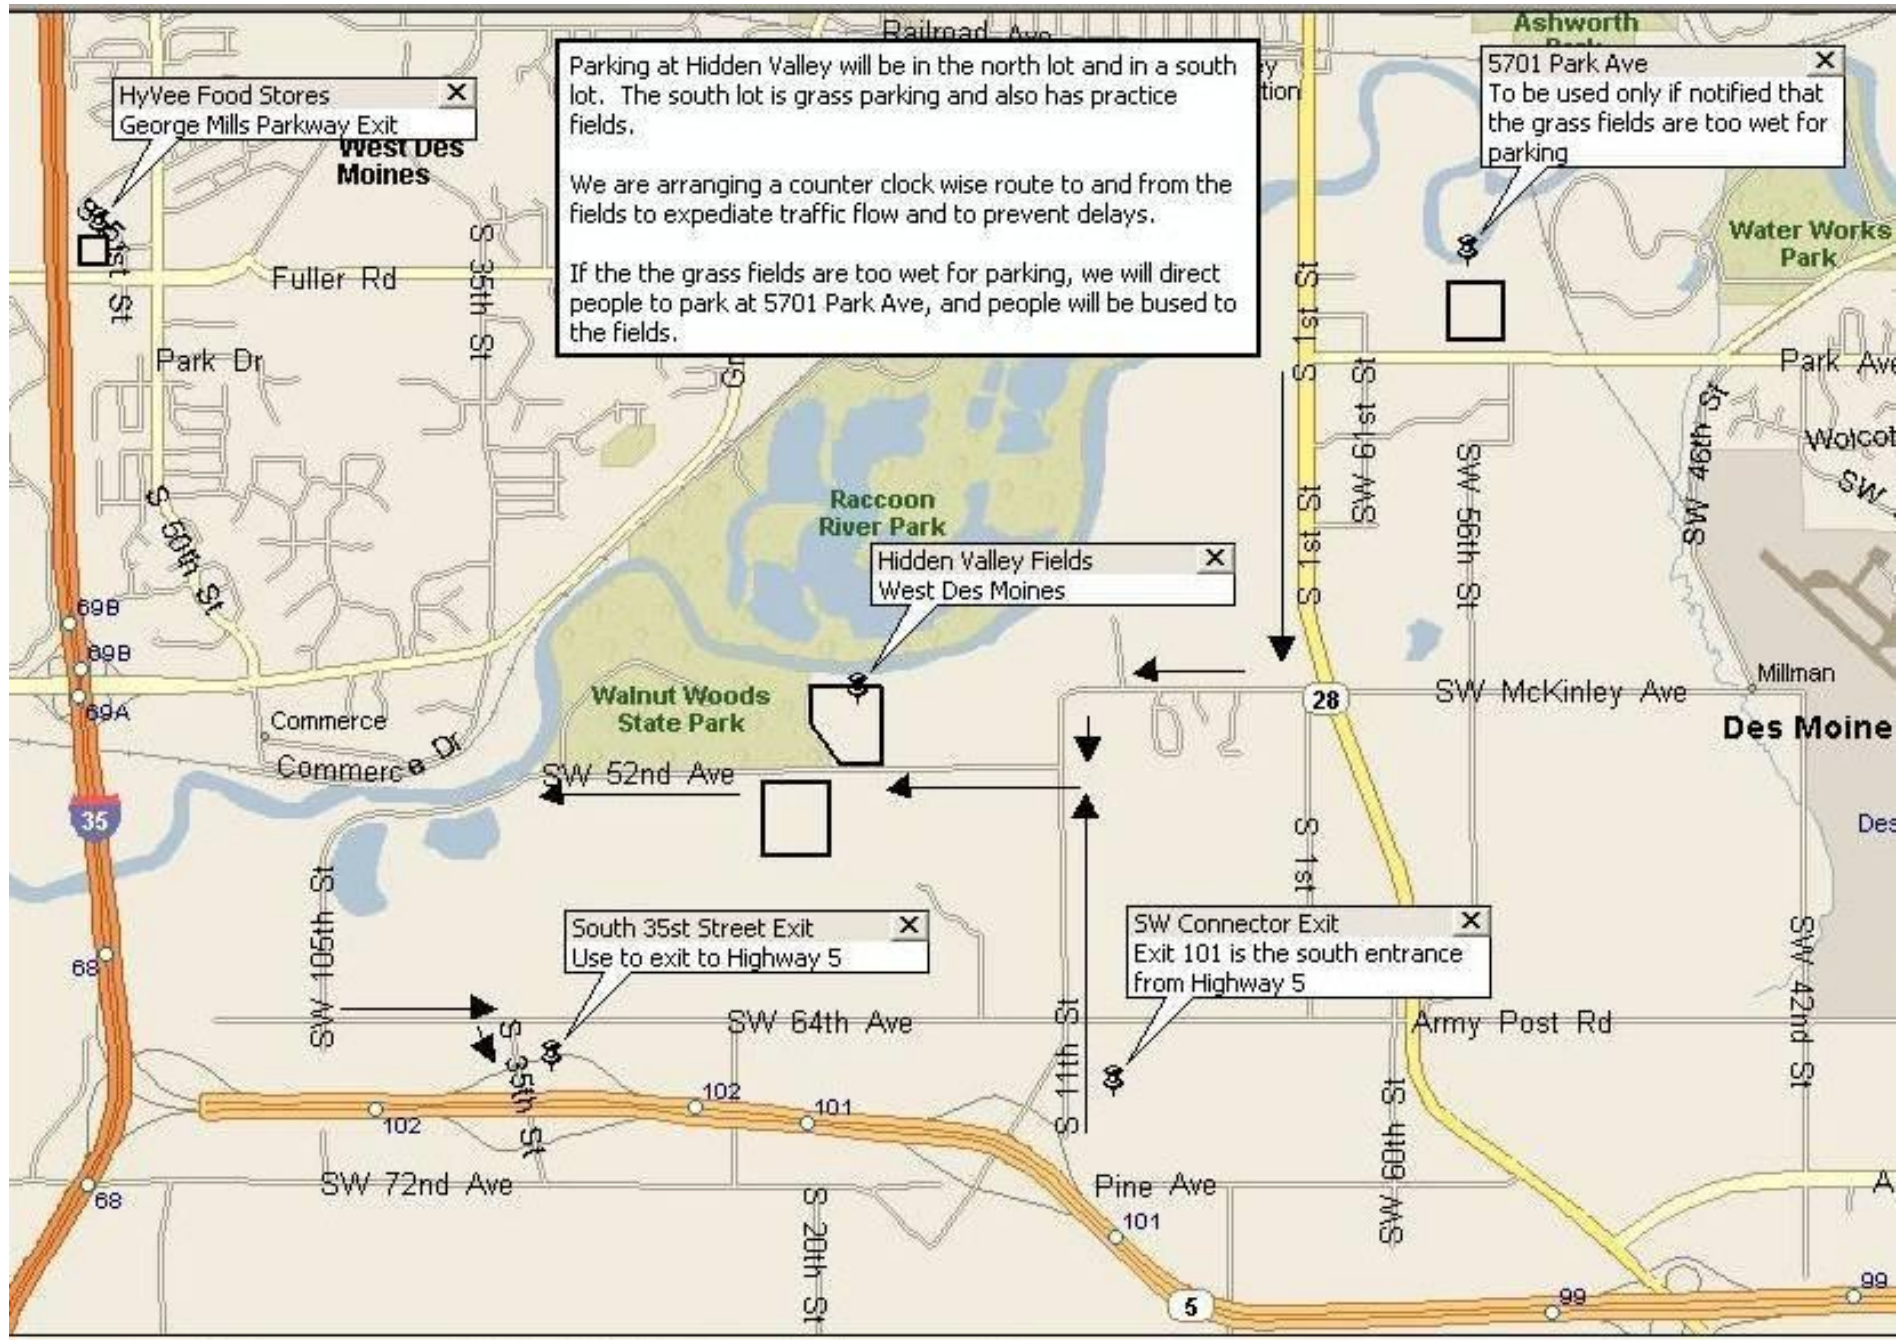 Railroad Ave
Ashworth
Park
ey
tion
HyVee Food Stores
George Mills Parkway Exit
West Des
Moines
Parking at Hidden Valley will be in the north lot and in a south
lot. The south lot is grass parking and also has practice
fields.
We are arranging a counter clock wise route to and from the
fields to expediate traffic flow and to prevent delays.
If the the grass fields are too wet for parking, we will direct
people to park at 5701 Park Ave, and people will be bused to
the fields.
5701 Park Ave
To be used only if notified that
the grass fields are too wet for
parking
Water Works
Park
Fuller Rd
S 35th St
Park Dr
S 1st St
S 1st St
SW 61st St
Park Ave
Wolcot
SW
SW 46th St
SW 56th St
S 50th St
Raccoon
River Park
Hidden Valley Fields
West Des Moines
69B
69B
69A
Commerce
Commerce Dr
Walnut Woods
State Park
28
SW McKinley Ave
Millman
Des Moine
SW 52nd Ave
35
Des
S 1st
SW 105th St
68
South 35st Street Exit
Use to exit to Highway 5
SW Connector Exit
Exit 101 is the south entrance
from Highway 5
SW 42nd St
SW 64th Ave
Army Post Rd
S 35th St
S 11th St
102
102
101
SW 60th St
SW 72nd Ave
Pine Ave
A
68
S 20th St
101
5
99
99